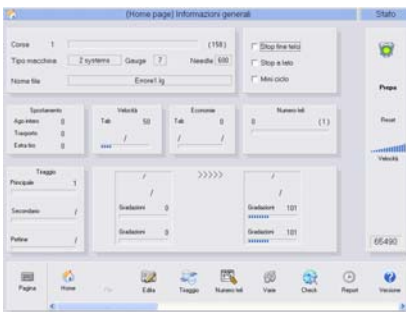 (Home page) Informazioni generali
Stato
Corse 1 (158)
Tipo macchina 2 systems Gauge 7 Needle 600
Nome file Errore1.ig
Stop fine telo
Stop a telo
Mini ciclo
Prepa
Reset
Velocità
65490
Spostamento
Ago intero 0
Trasporto 0
Extra tiro 0
Velocità
Tab 50
/
Economie
Tab 0
/
Numero teli
0 (1)
Tiraggio
Principale 1
Secondario /
Pettine /
/ >>>>> /
/ /
Gradazioni 0 Gradazioni 101
Gradazioni 0 Gradazioni 101
Pagina Home Edita Tiraggio Numero teli Varie Check Report Versione